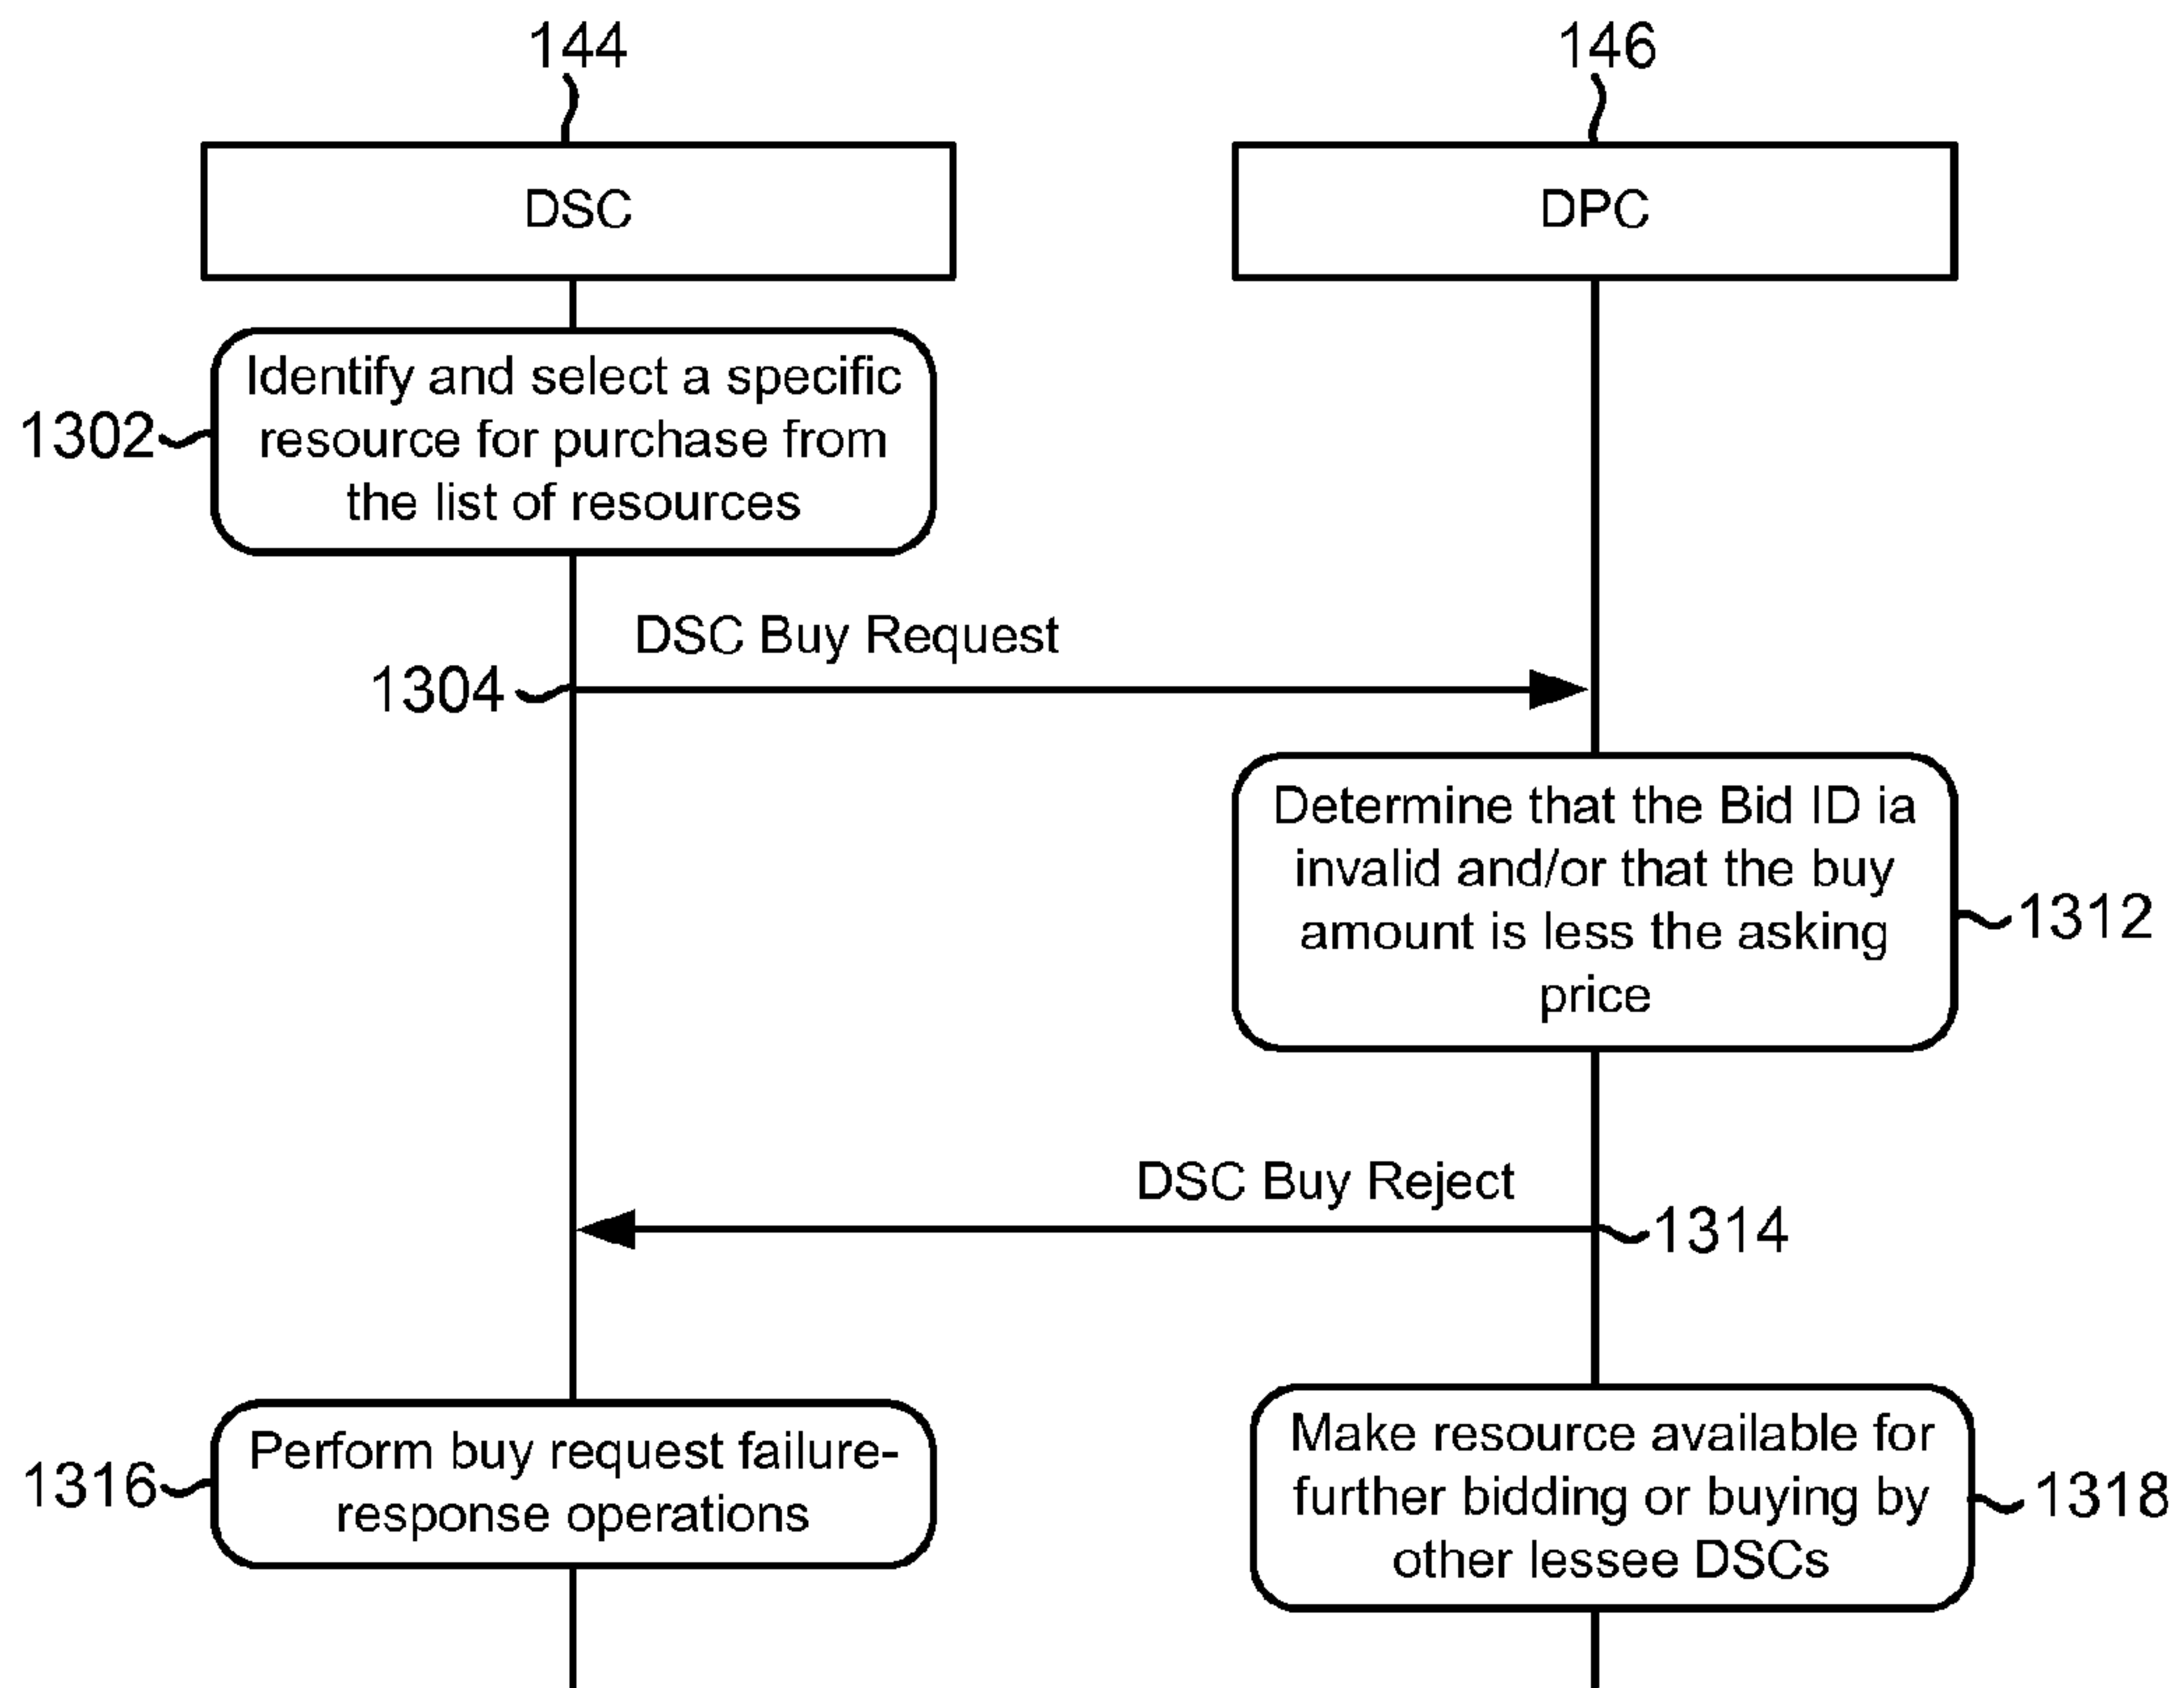 144
146
DSC
DPC
Identify and select a specific
resource for purchase from
the list of resources
1302
DSC Buy Request
1304
Determine that the Bid ID ia
invalid and/or that the buy
amount is less the asking
price
1312
DSC Buy Reject
1314
Perform buy request failure-
response operations
1316
Make resource available for
further bidding or buying by
other lessee DSCs
1318